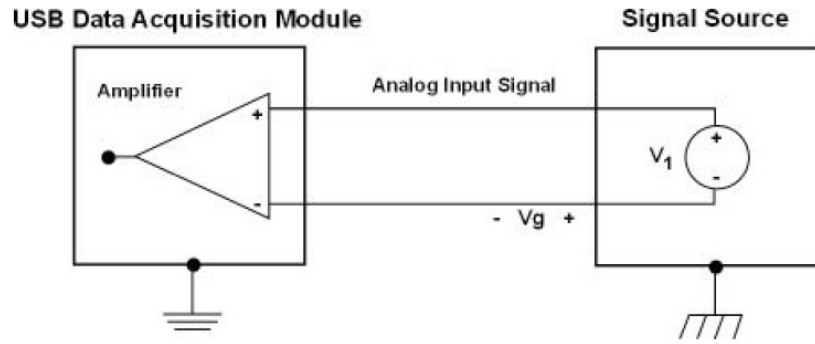 USB Data Acquisition Module
Signal Source
Amplifier
Analog Input Signal
+
-
V1
+
-
- Vg +